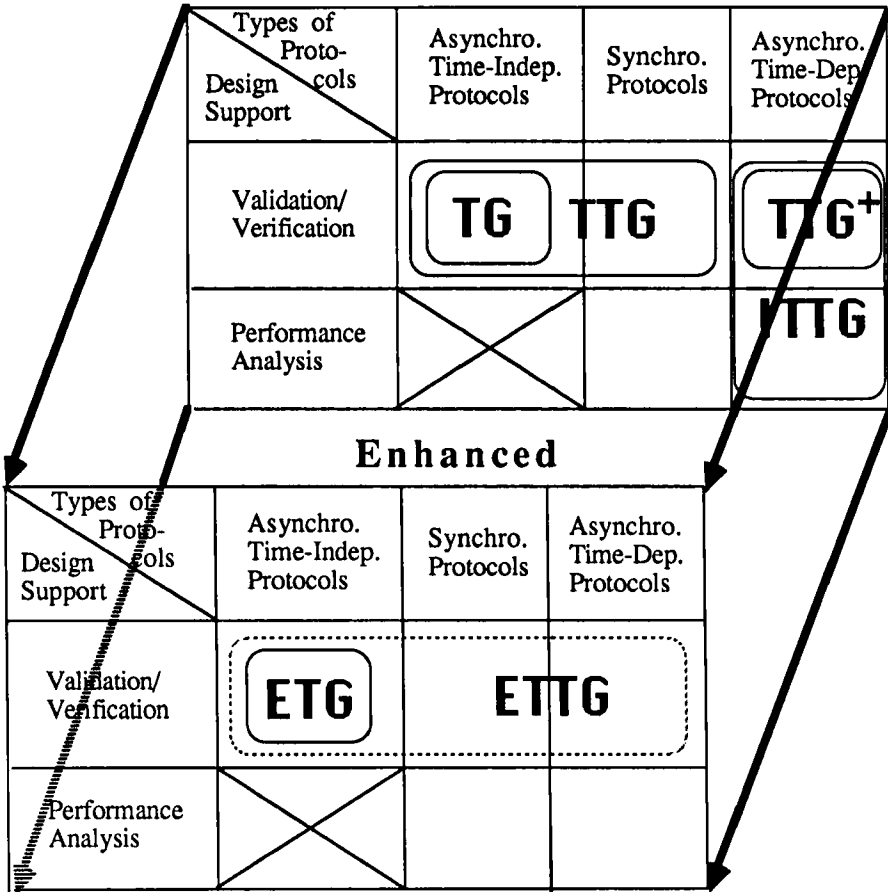 Types of
Proto-
cols
Design
Support
Asynchro.
Time-Indep.
Protocols
Synchro.
Protocols
Asynchro.
Time-Dep.
Protocols
Validation/
Verification
TG
TTG
TTG+
Performance
Analysis
ITTG
Enhanced
Types of
Proto-
cols
Design
Support
Asynchro.
Time-Indep.
Protocols
Synchro.
Protocols
Asynchro.
Time-Dep.
Protocols
Validation/
Verification
ETG
ETTG
Performance
Analysis